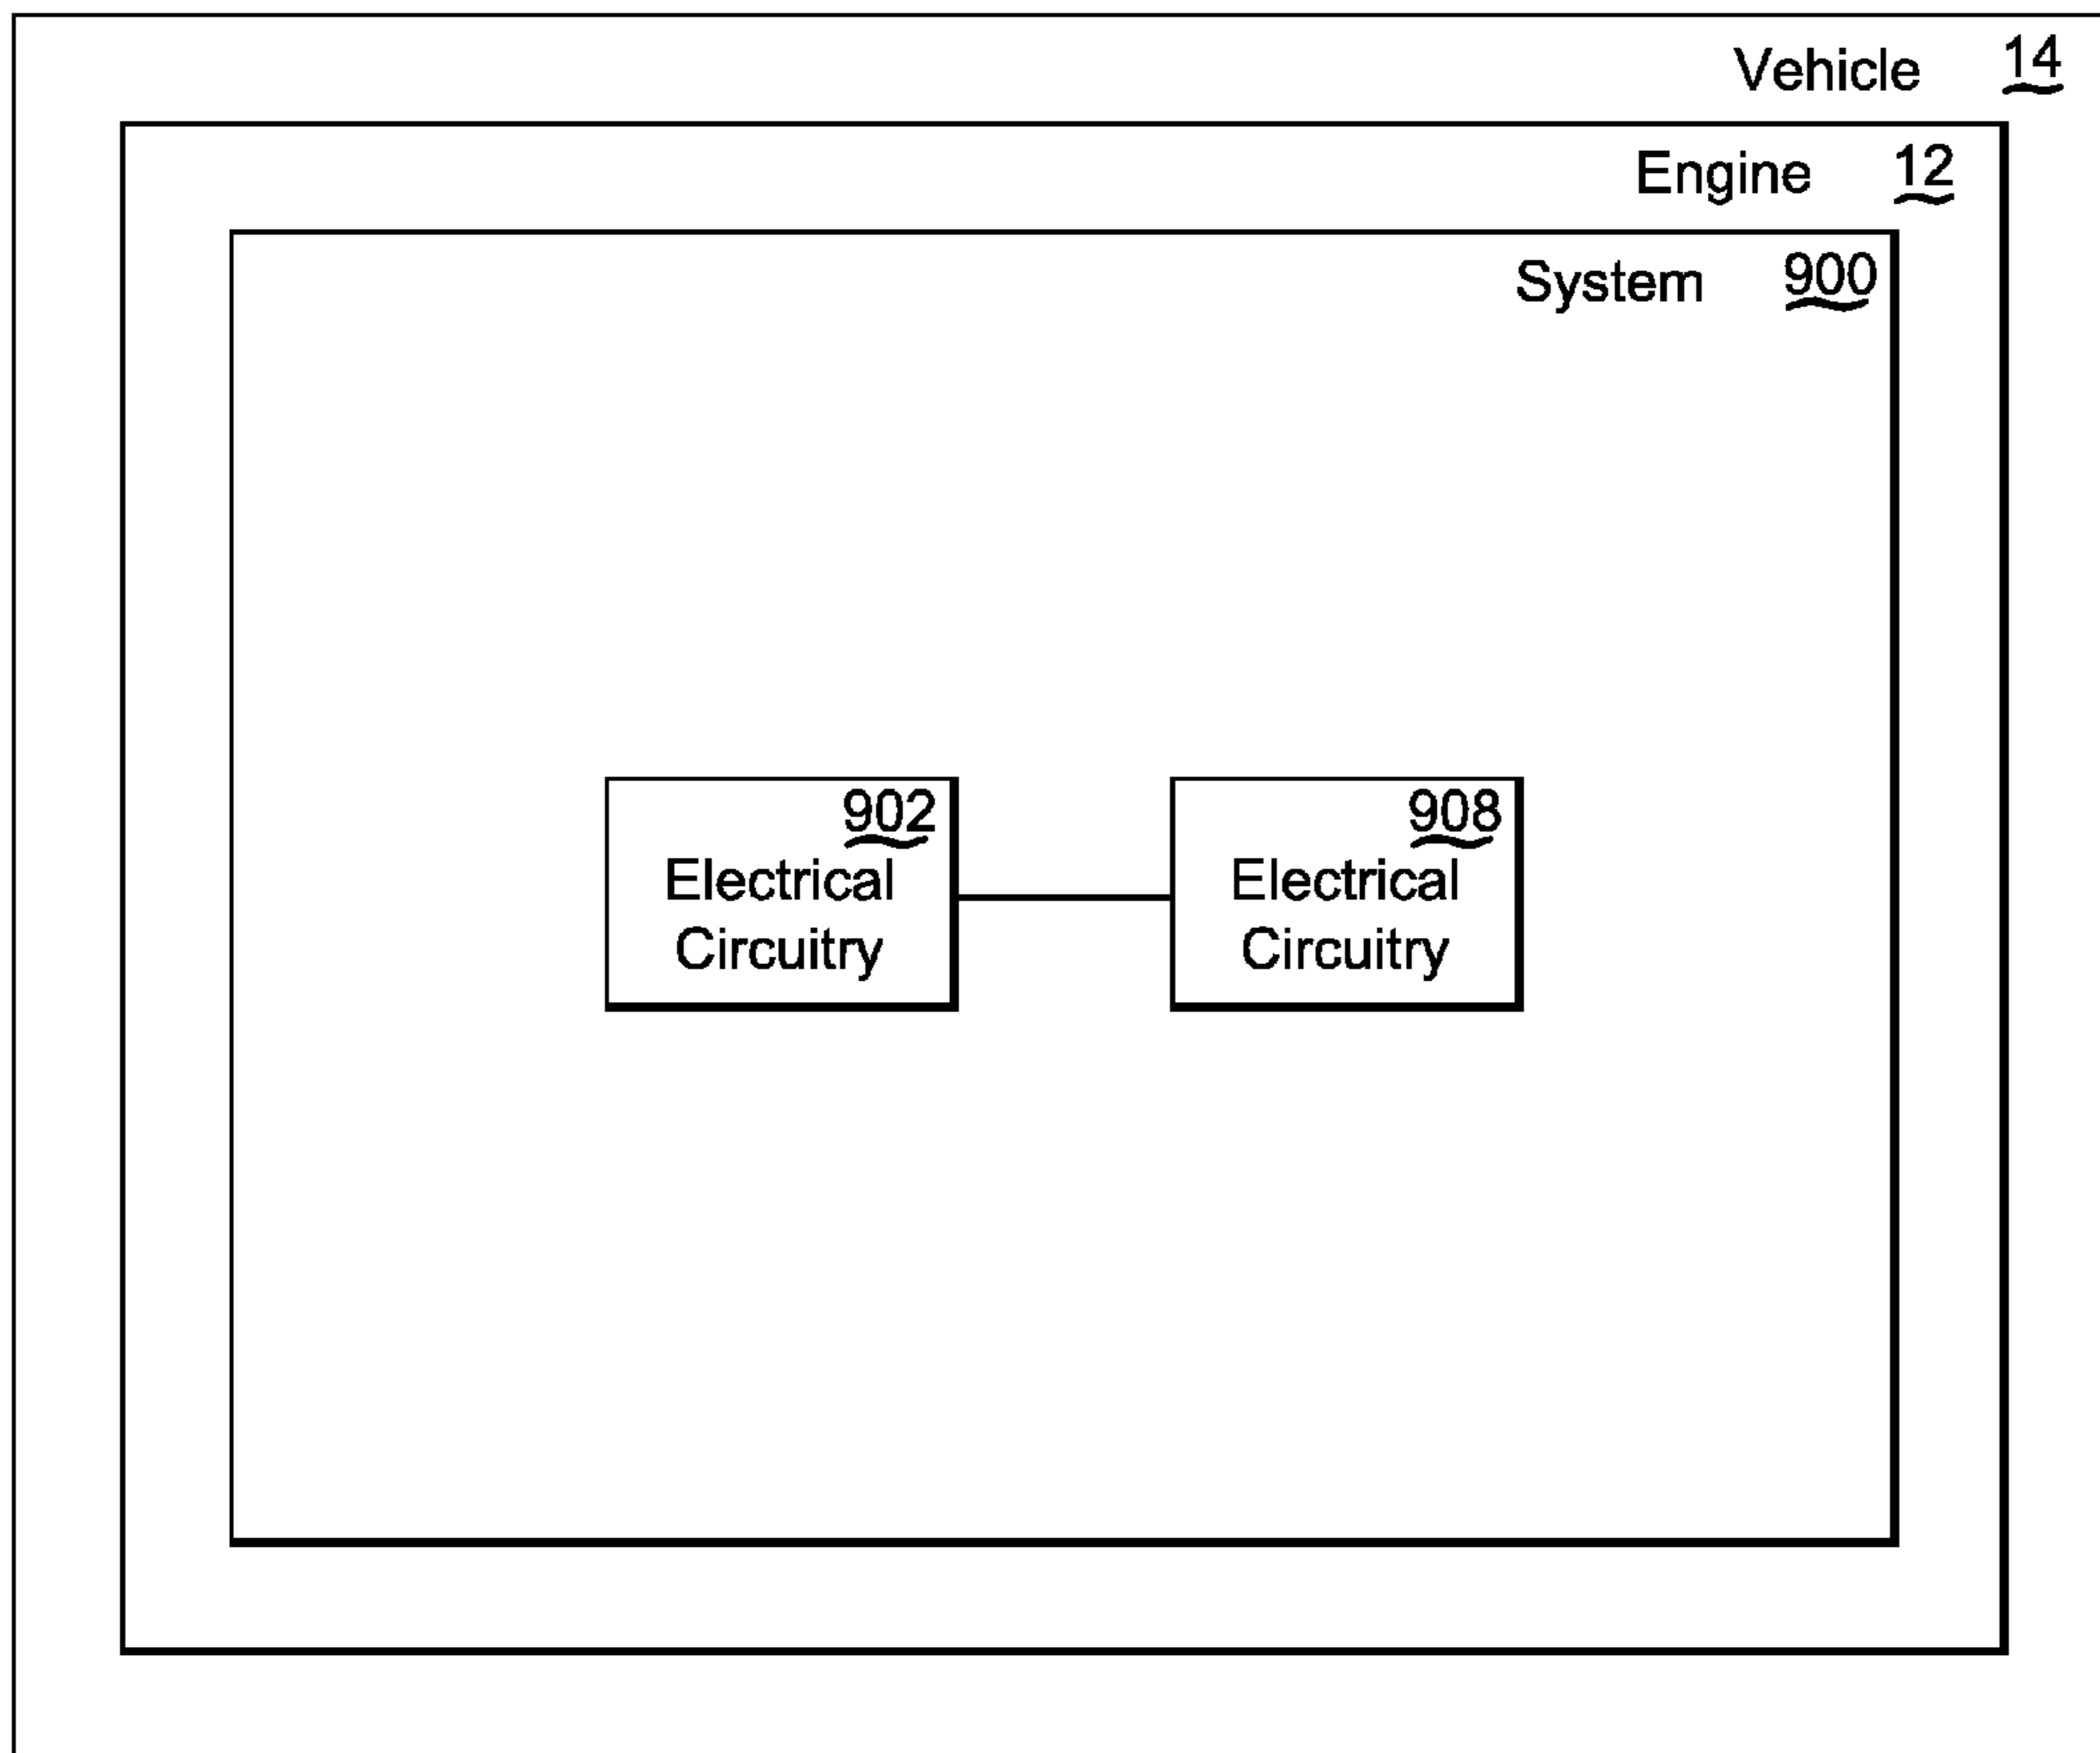 Vehicle 14
Engine 12
System 900
902
Electrical
Circuitry
908
Electrical
Circuitry